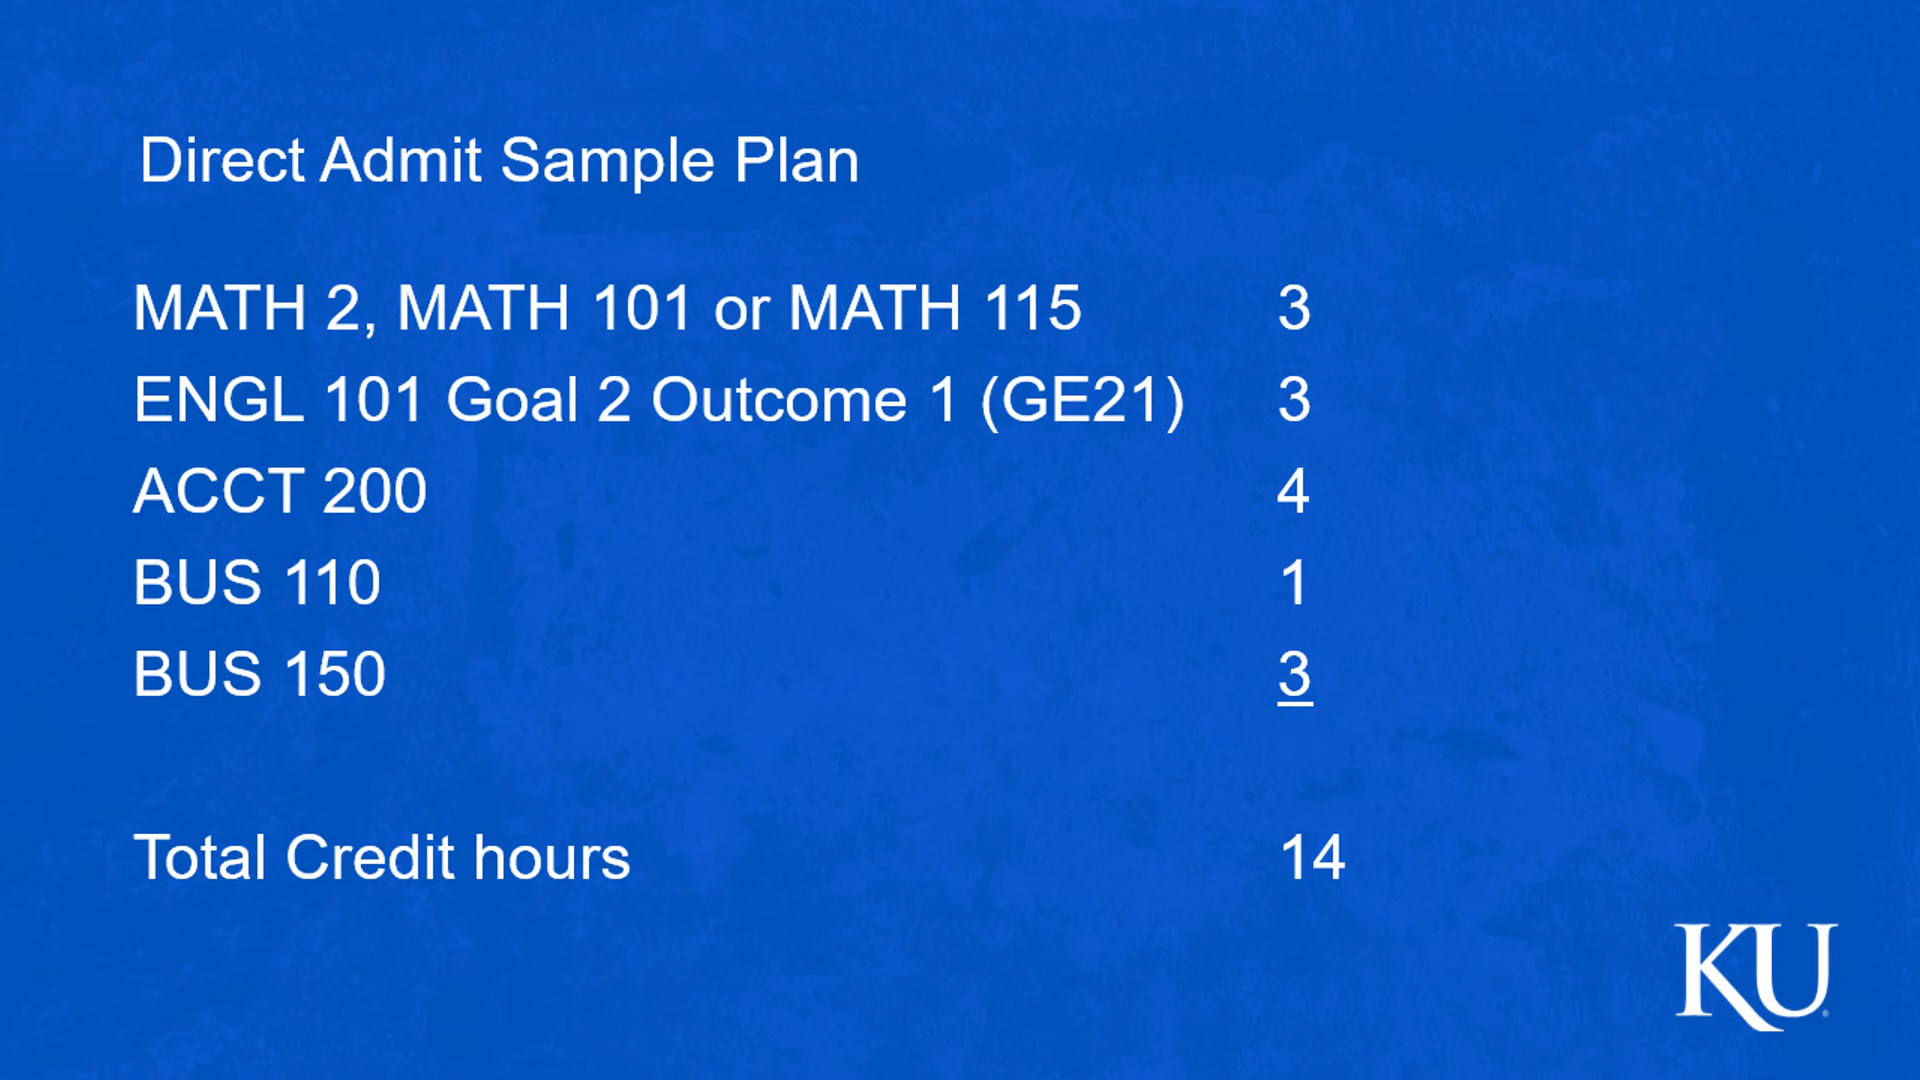 Direct Admit Sample Plan
MATH 2, MATH 101 or MATH 115 3
ENGL 101 Goal 2 Outcome 1 (GE21) 3
ACCT 200 4
BUS 110 1
BUS 150 3
Total Credit hours 14
KU